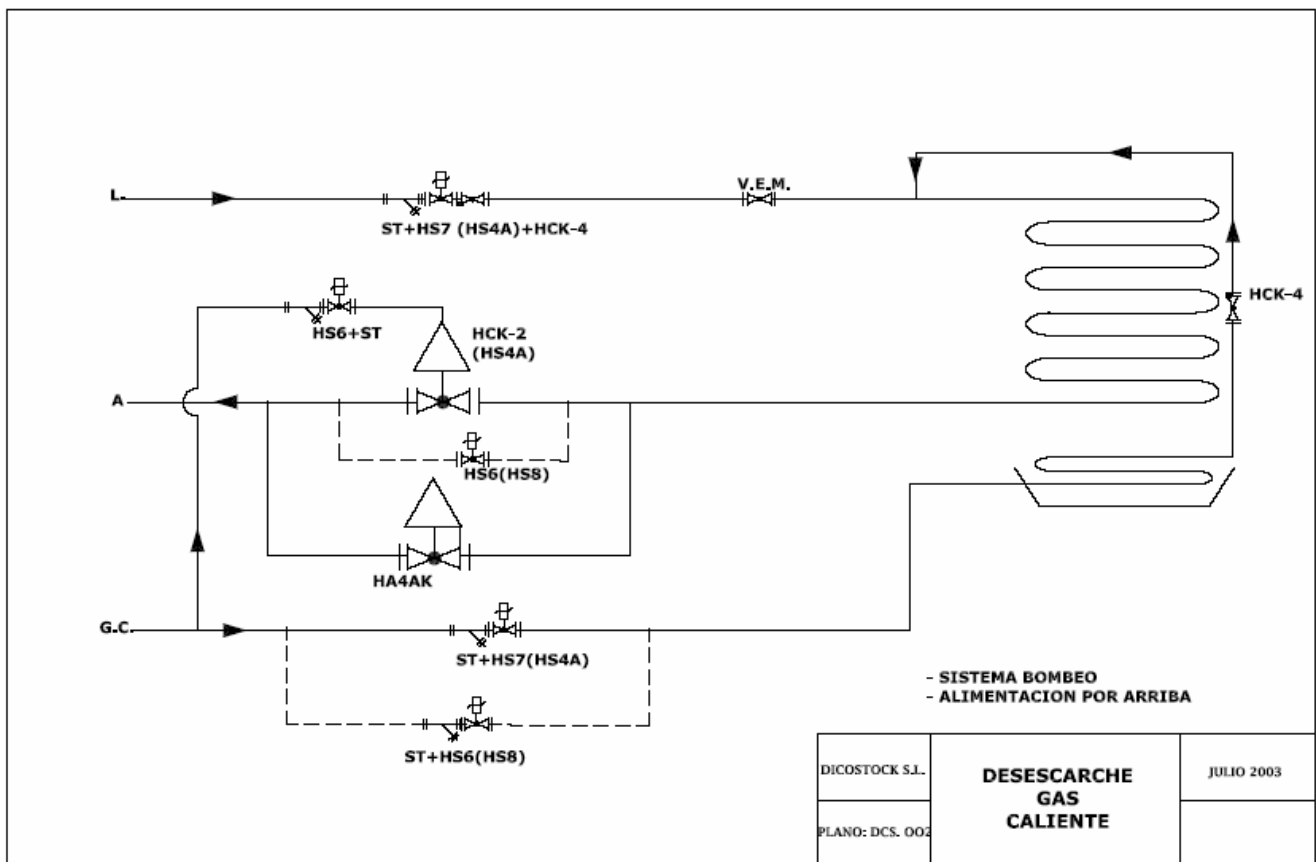 L.
V.E.M.
ST+HS7 (HS4A)+HCK-4
HS6+ST
HCK-2
(HS4A)
HCK-4
A
HS6(HS8)
HA4AK
G.C.
ST+HS7(HS4A)
ST+HS6(HS8)
- SISTEMA BOMBEO
- ALIMENTACION POR ARRIBA
DICOSTOCK S.L.
DESESCARCHE
GAS
CALIENTE
JULIO 2003
PLANO: DCS. OO2